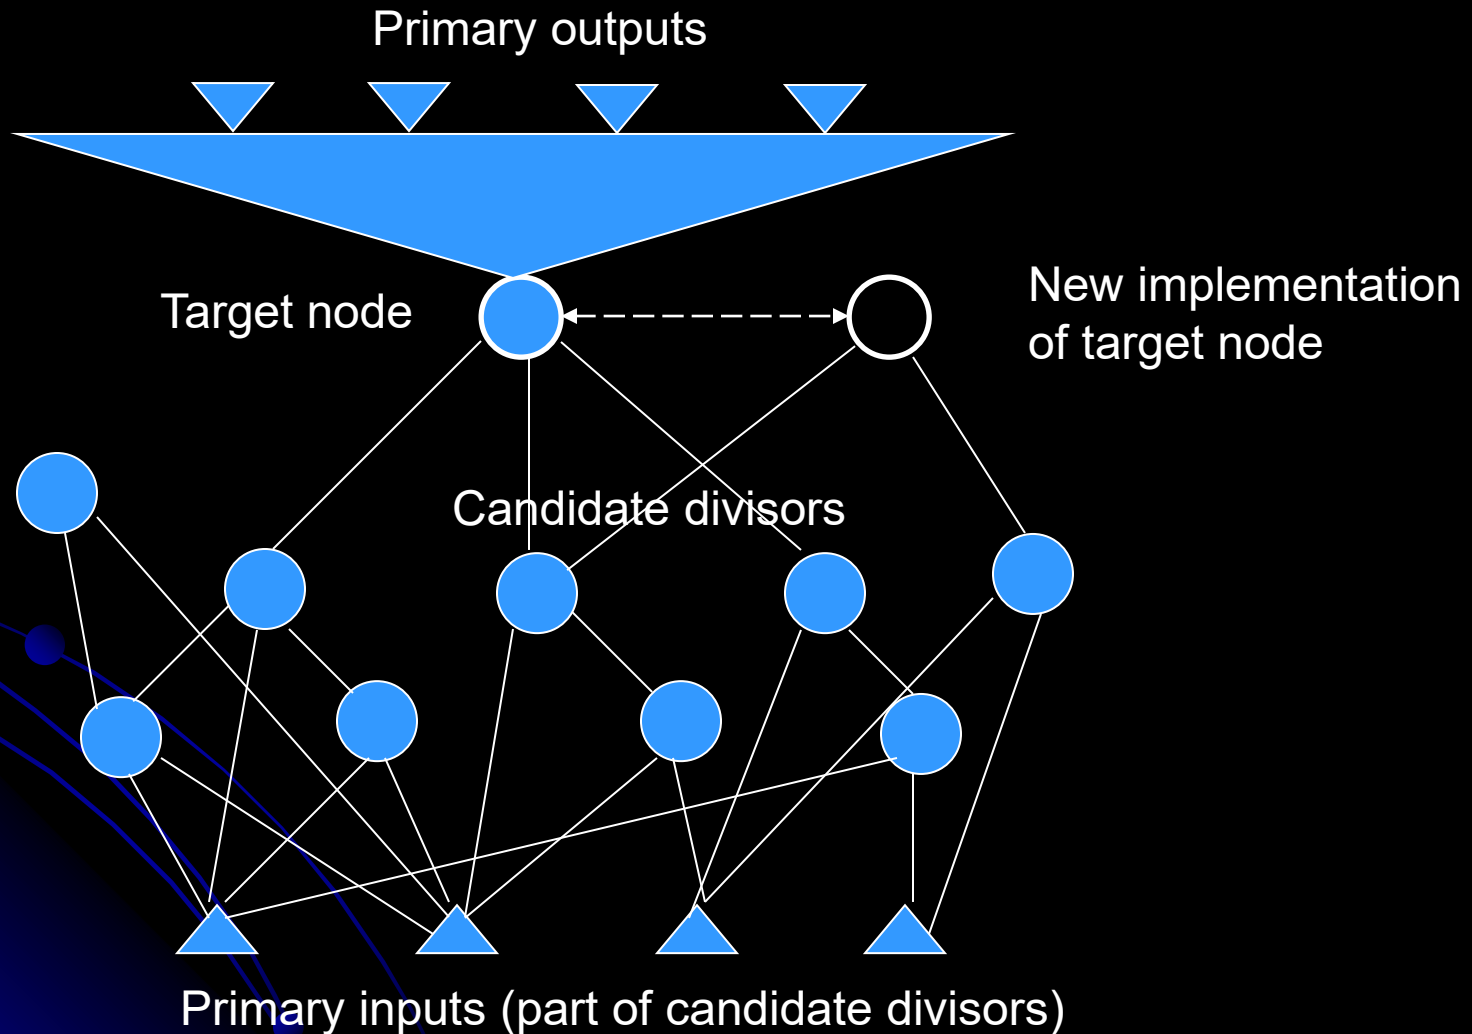 Primary outputs
Target node
New implementation
of target node
Candidate divisors
Primary inputs (part of candidate divisors)